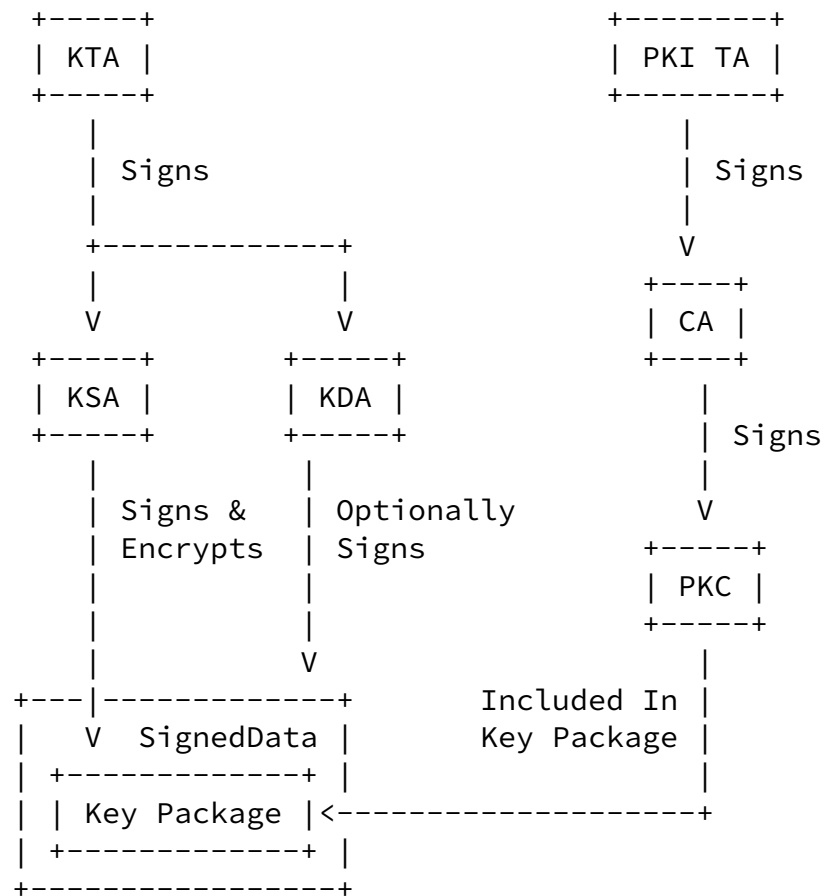 KTA PKI TA
Signs Signs
CA
KSA KDA
Signs
Signs & Optionally
Encrypts Signs
PKC
Included In
SignedData Key Package
Key Package